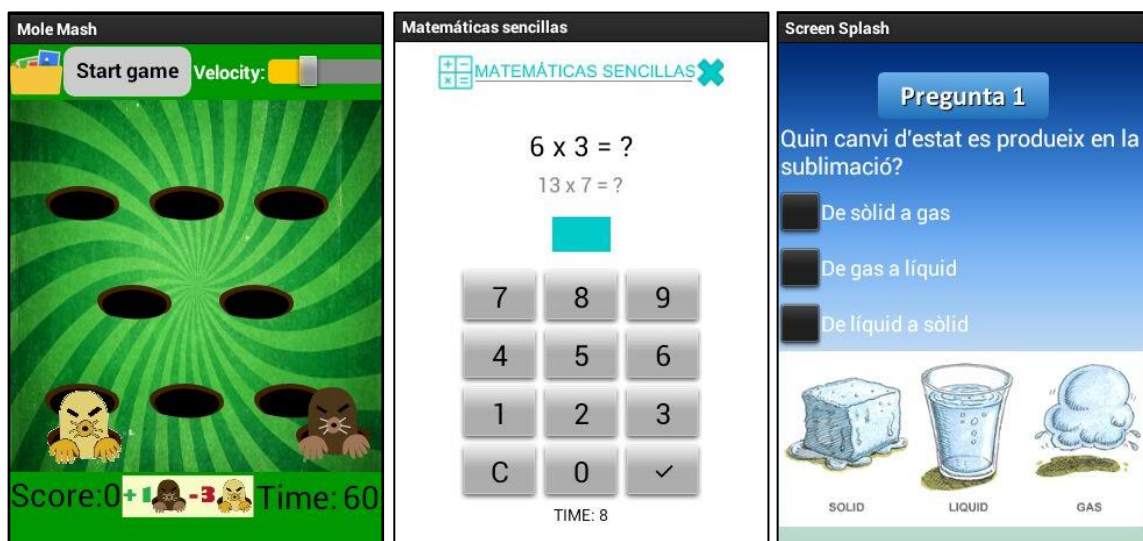 Mole Mash
Start game
Velocity:
Score:0
+1
-3
Time: 60
Matemáticas sencillas
MATEMÁTICAS SENCILLAS
6 x 3 = ?
13 x 7 = ?
7 8 9
4 5 6
1 2 3
C 0 ✓
TIME: 8
Screen Splash
Pregunta 1
Quin canvi d'estat es produeix en la
sublimació?
De sòlid a gas
De gas a líquid
De líquid a sòlid
SOLID LIQUID GAS